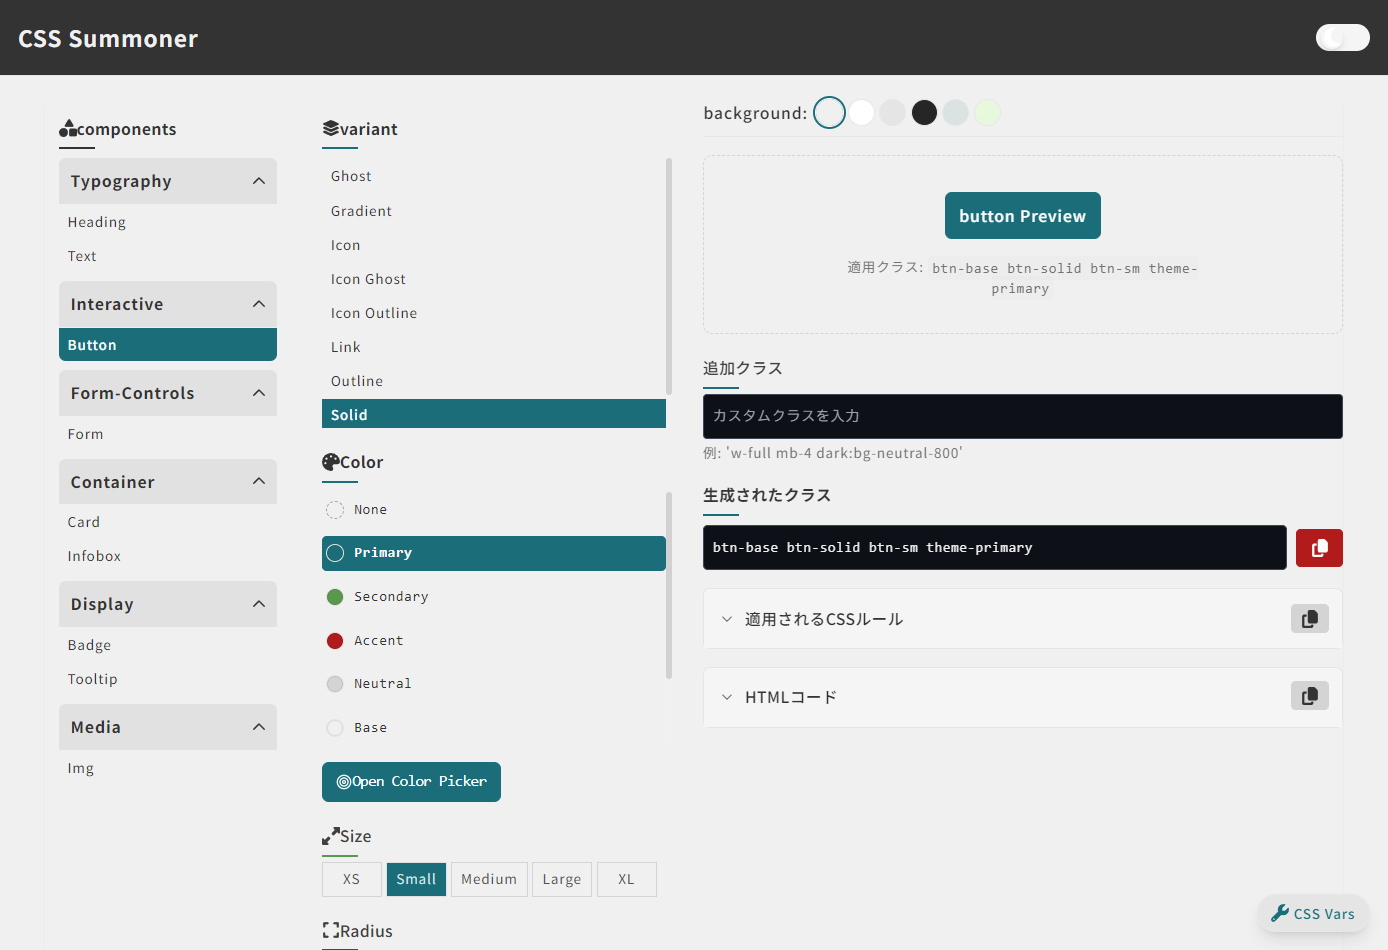 CSS Summoner
components
Typography
Heading
Text
Interactive
Button
Form-Controls
Form
Container
Card
Infobox
Display
Badge
Tooltip
Media
Img
variant
Ghost
Gradient
Icon
Icon Ghost
Icon Outline
Link
Outline
Solid
Color
None
Primary
Secondary
Accent
Neutral
Base
Open Color Picker
Size
XS Small Medium Large XL
Radius
background:
button Preview
適用クラス: btn-base btn-solid btn-sm theme-
primary
追加クラス
カスタムクラスを入力
例: 'w-full mb-4 dark:bg-neutral-800'
生成されたクラス
btn-base btn-solid btn-sm theme-primary
適用されるCSSルール
HTMLコード
CSS Vars